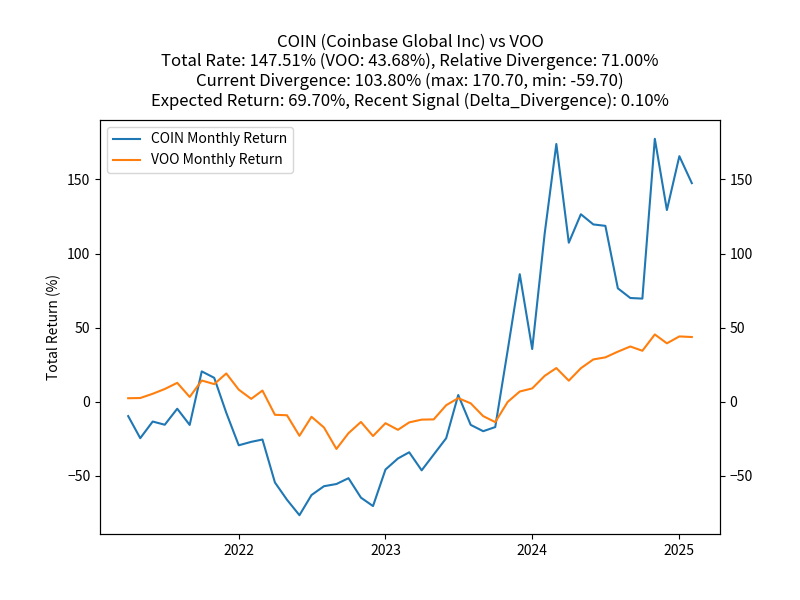 COIN (Coinbase Global Inc) vs VOO
Total Rate: 147.51% (VOO: 43.68%), Relative Divergence: 71.00%
Current Divergence: 103.80% (max: 170.70, min: -59.70)
Expected Return: 69.70%, Recent Signal (Delta_Divergence): 0.10%
COIN Monthly Return
VOO Monthly Return
Total Return (%)
150
100
50
0
−50
150
100
50
0
−50
2022
2023
2024
2025